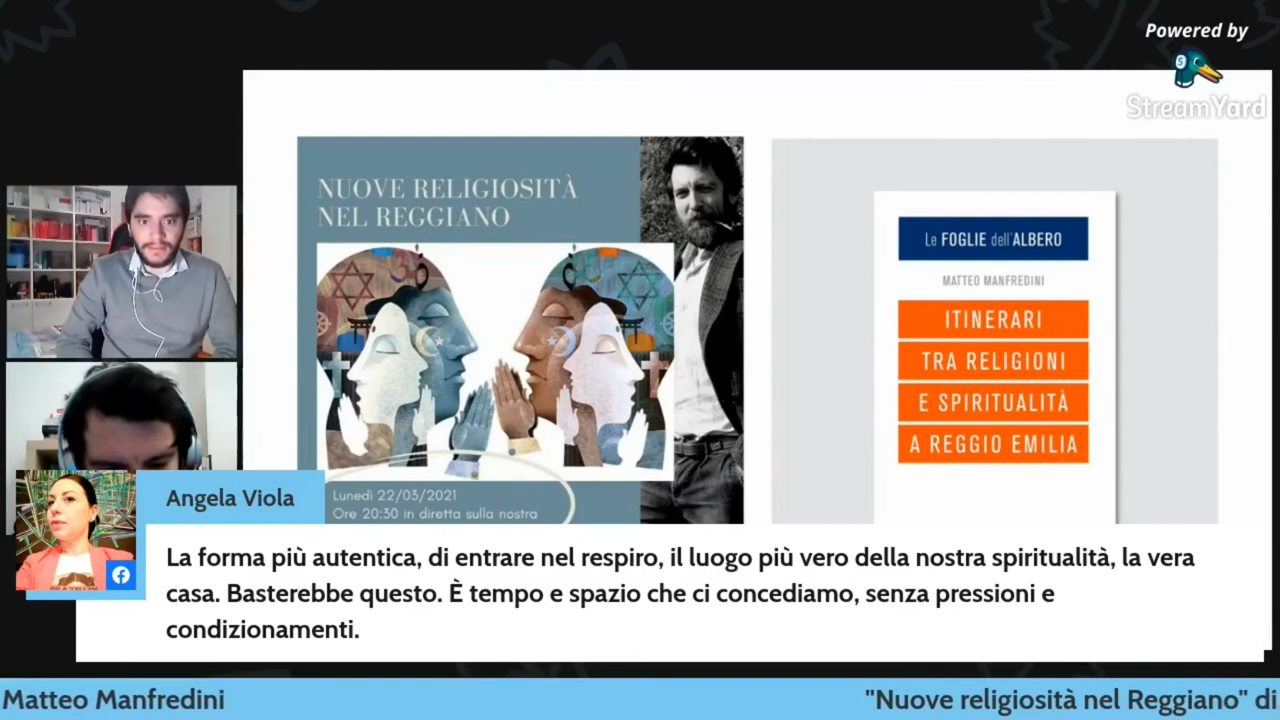 Powered by
StreamYard
NUOVE RELIGIOSITÀ
NEL REGGIANO
Lunedì 22/03/2021
Ore 20:30 in diretta sulla nostra
Le FOGLIE dell'ALBERO
MATTEO MANFREDINI
ITINERARI
TRA RELIGIONI
E SPIRITUALITÀ
A REGGIO EMILIA
Angela Viola
La forma più autentica, di entrare nel respiro, il luogo più vero della nostra spiritualità, la vera
casa. Basterebbe questo. È tempo e spazio che ci concediamo, senza pressioni e
condizionamenti.
Matteo Manfredini
"Nuove religiosità nel Reggiano" di